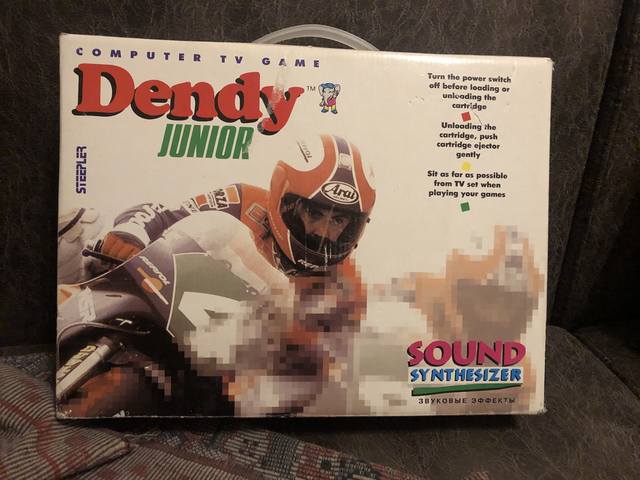 COMPUTER TV GAME
Dendy TM
JUNIOR
STEEPLER
Turn the power switch
off before loading or
unloading the
cartridge
Unloading the
cartridge, push
cartridge ejector
gently
Sit as far as possible
from TV set when
playing your games
Arai
4
SOUND
SYNTHESIZER
ЗВУКОВЫЕ ЭФФЕКТЫ